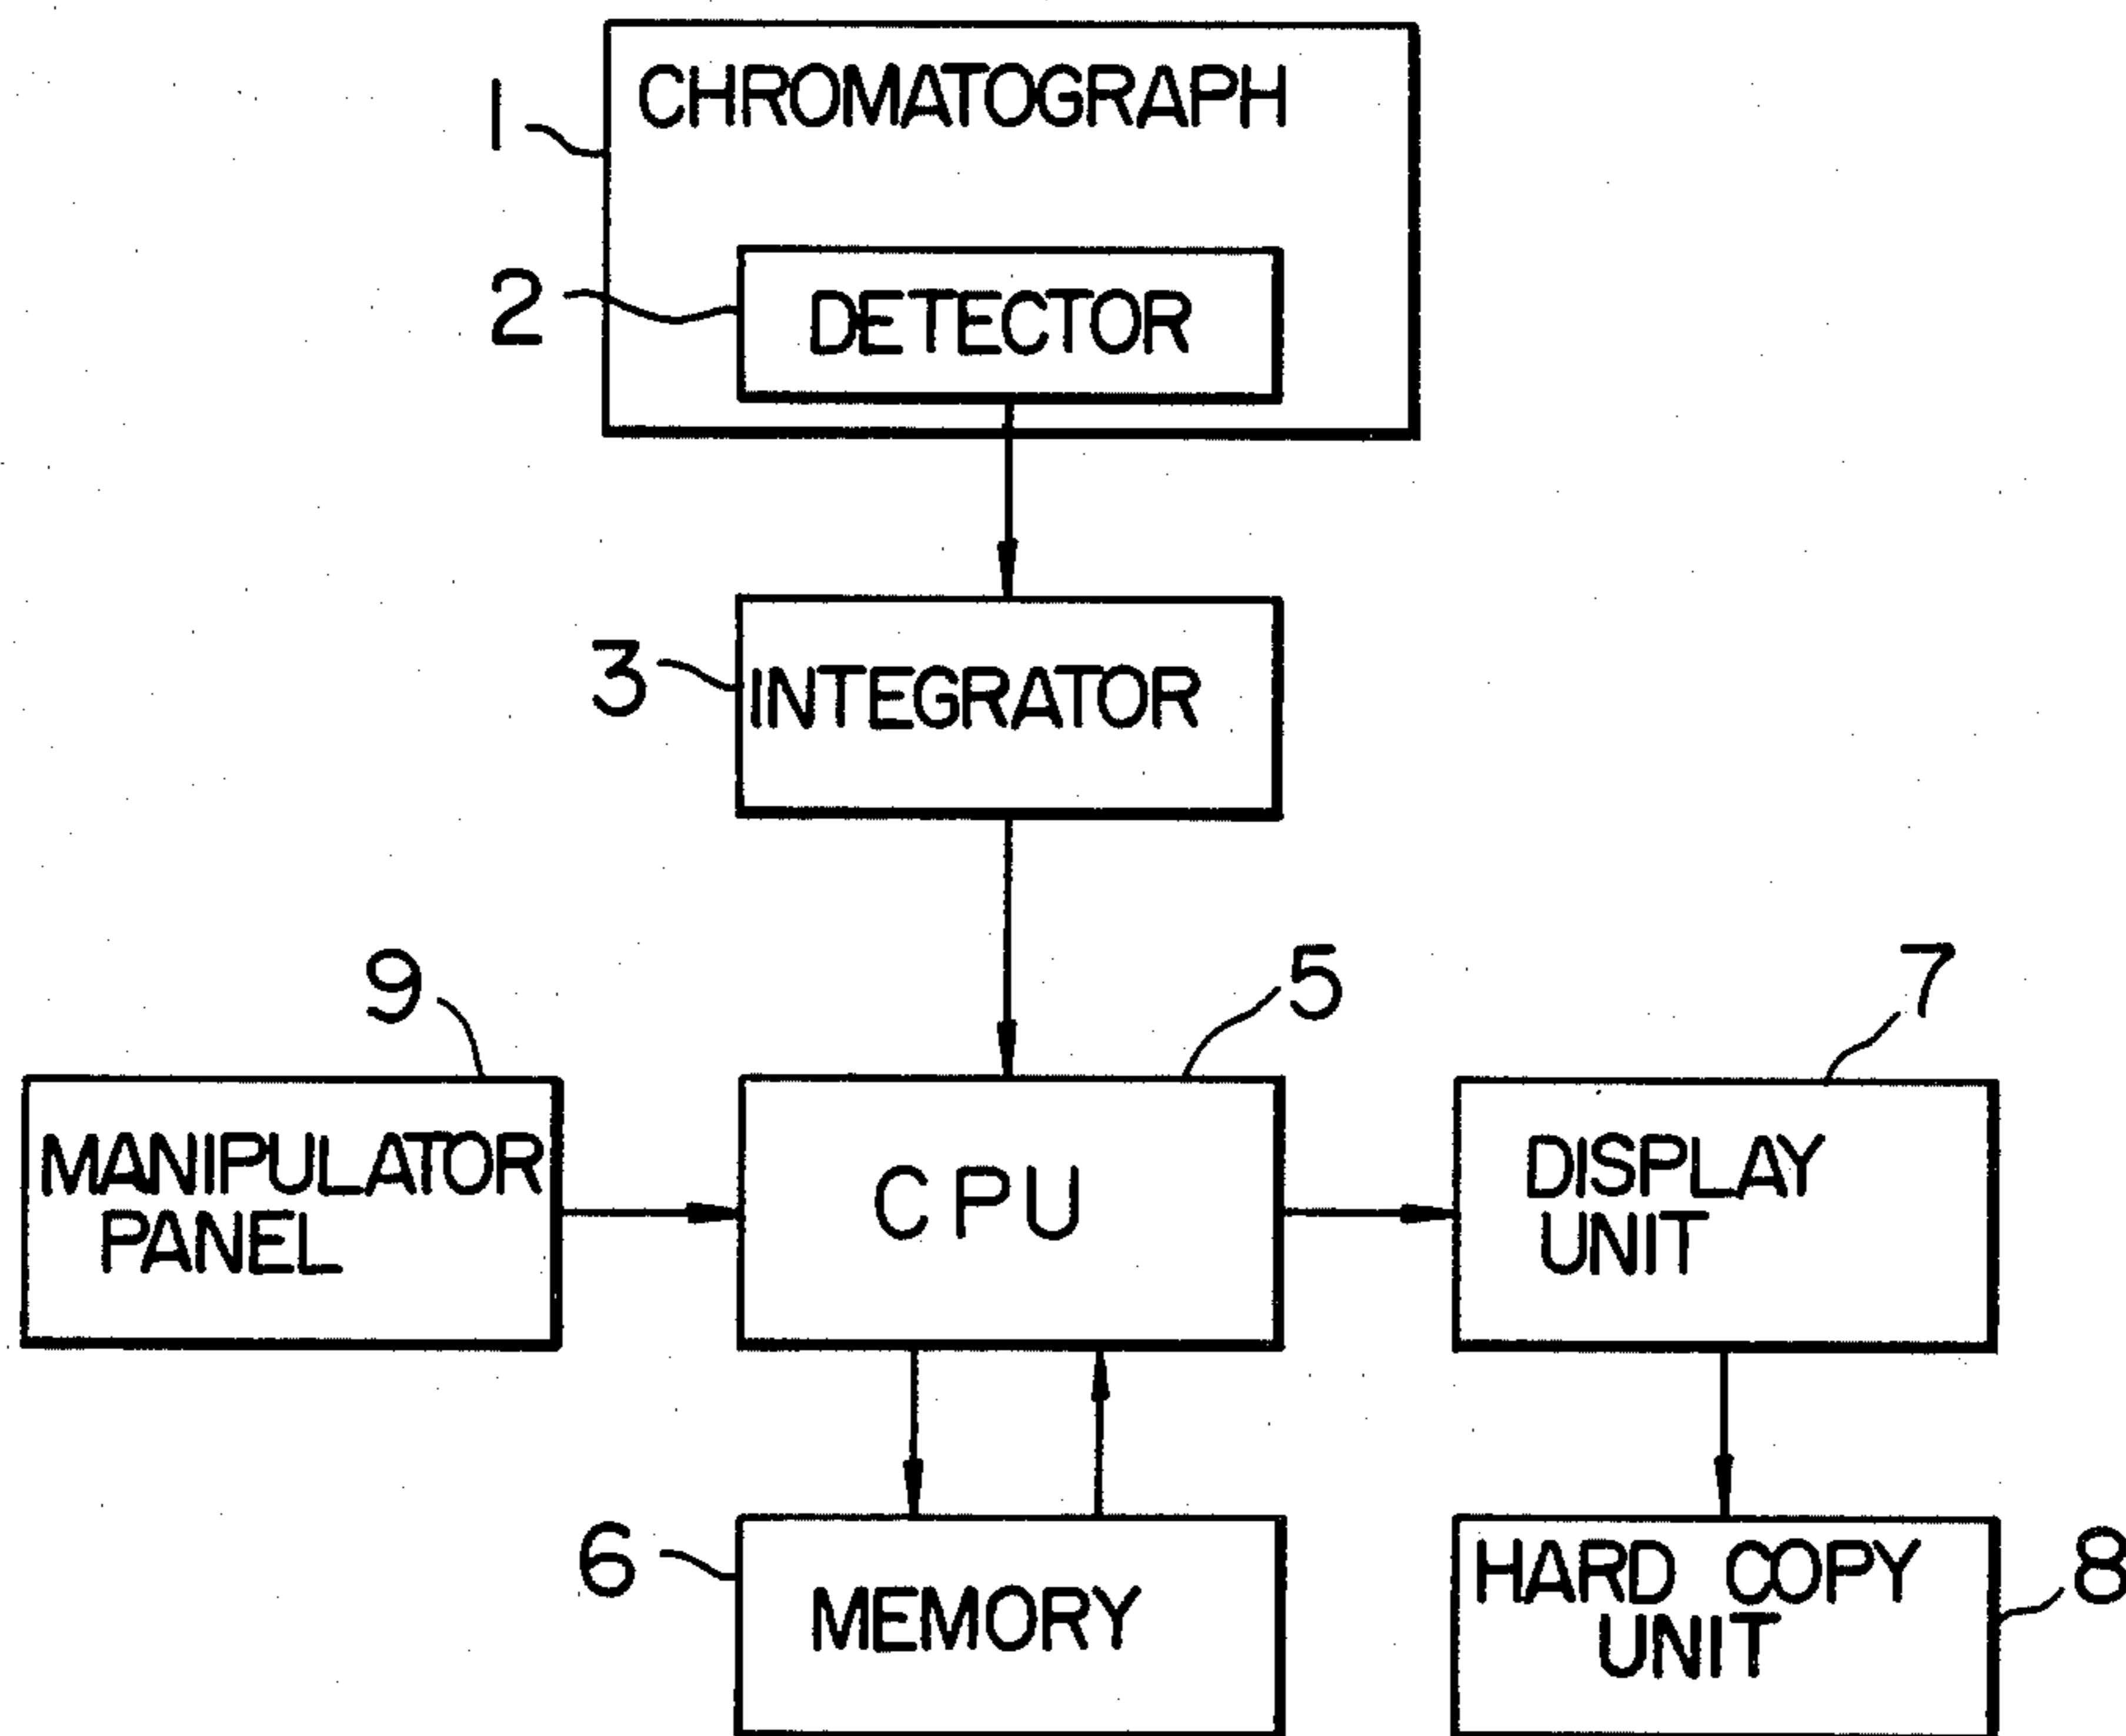 1
CHROMATOGRAPH
2
DETECTOR
3
INTEGRATOR
9
5
7
MANIPULATOR
PANEL
CPU
DISPLAY
UNIT
6
MEMORY
HARD COPY
UNIT
8